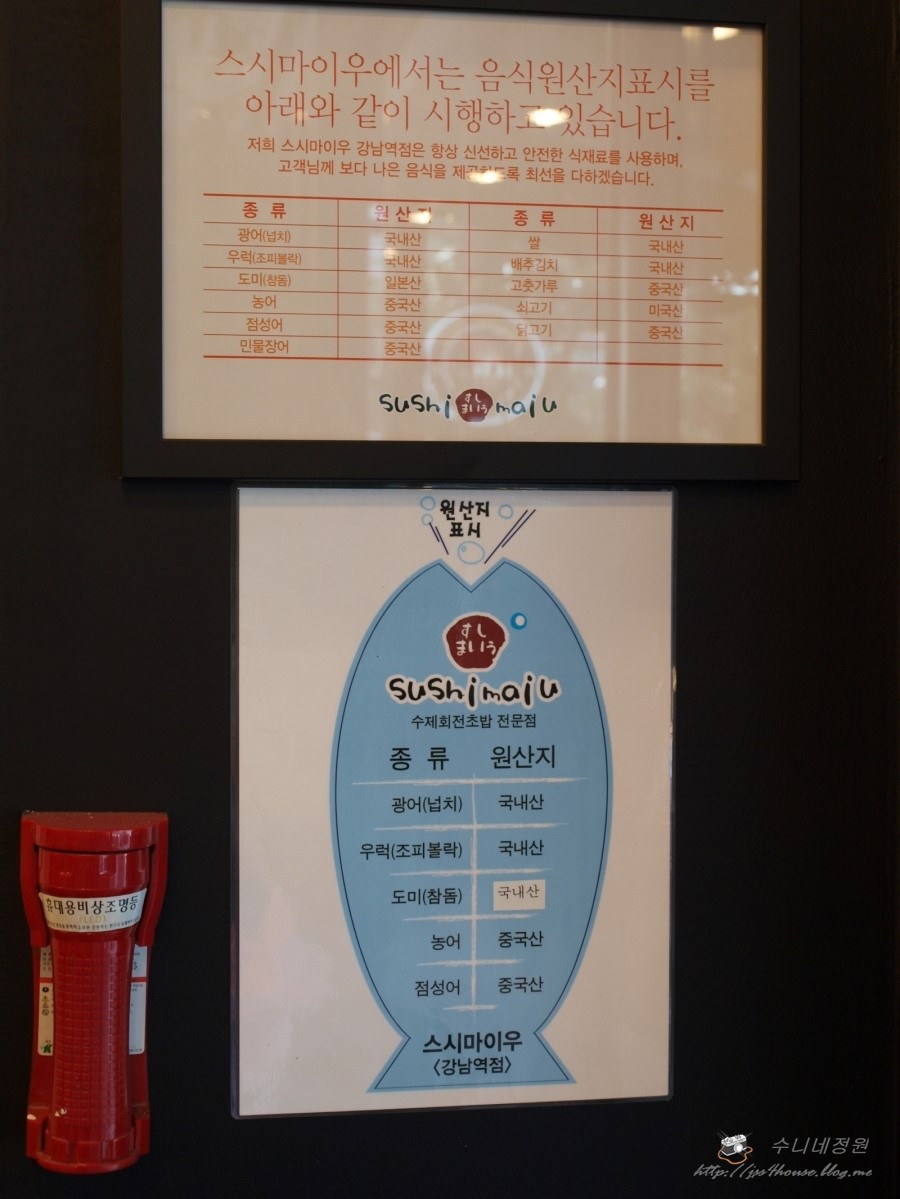 스시마이우에서는 음식원산지표시를
아래와 같이 시행하고 있습니다.
저희 스시마이우 강남역점은 항상 신선하고 안전한 식재료를 사용하며,
고객님께 보다 나은 음식을 제공하도록 최선을 다하겠습니다.
종 류 원 산 지 종 류 원 산 지
광어(넙치) 국내산 쌀 국내산
우럭(조피볼락) 국내산 배추김치 국내산
도미(참돔) 일본산 고춧가루 중국산
농어 중국산 쇠고기 미국산
점성어 중국산 닭고기 중국산
민물장어 중국산
sushi すし まいう maiu
원산지
표시
すし
まいう
sushimaiu
수제회전초밥 전문점
종 류 원산지
광어(넙치) 국내산
우럭(조피볼락) 국내산
도미(참돔) 국내산
농어 중국산
점성어 중국산
스시마이우
〈강남역점〉
휴대용비상조명등
(LED)
수니네정원
http://jps4house.blog.me